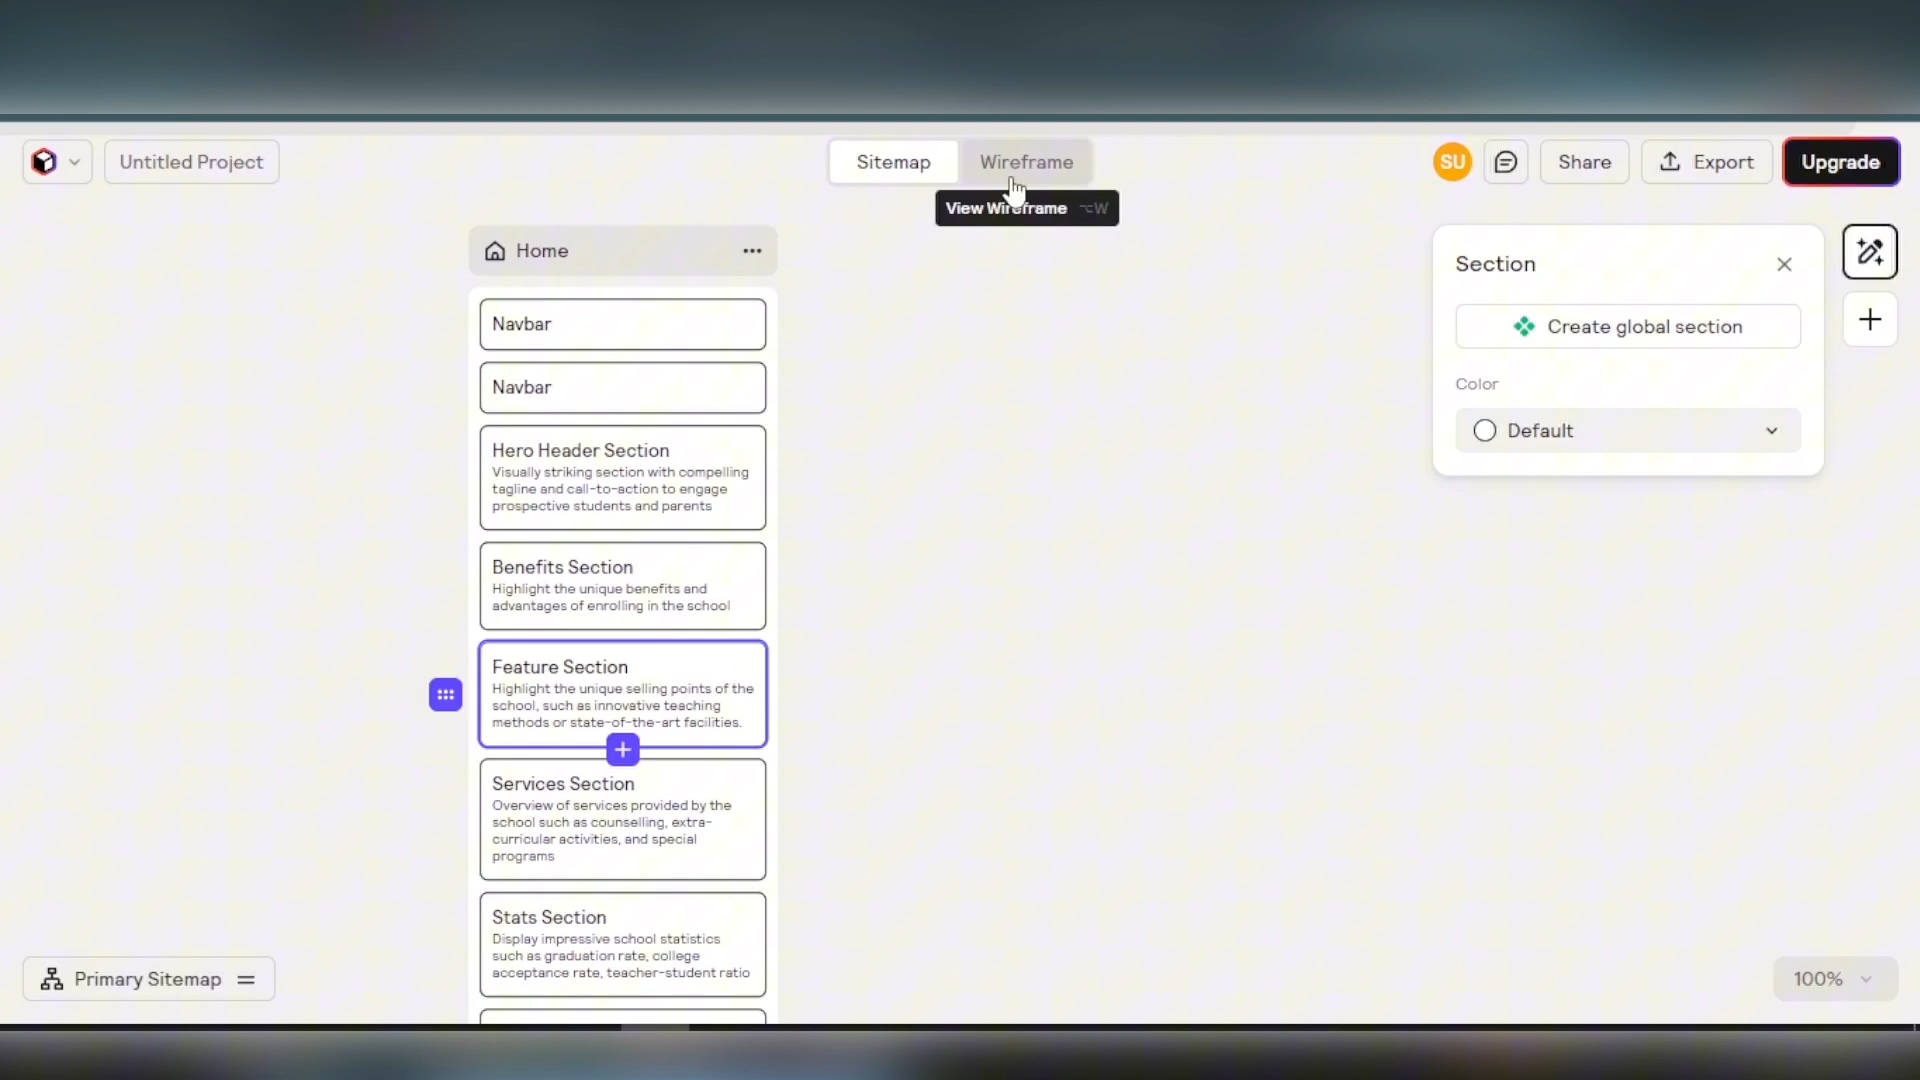 Untitled Project
Sitemap
Wireframe
SU
Share
Export
Upgrade
View Wireframe ⌥W
Home
Section
Create global section
Color
Default
Navbar
Navbar
Hero Header Section
Visually striking section with compelling
tagline and call-to-action to engage
prospective students and parents
Benefits Section
Highlight the unique benefits and
advantages of enrolling in the school
Feature Section
Highlight the unique selling points of the
school, such as innovative teaching
methods or state-of-the-art facilities.
Services Section
Overview of services provided by the
school such as counselling, extra-
curricular activities, and special
programs
Stats Section
Display impressive school statistics
such as graduation rate, college
acceptance rate, teacher-student ratio
Primary Sitemap
100%